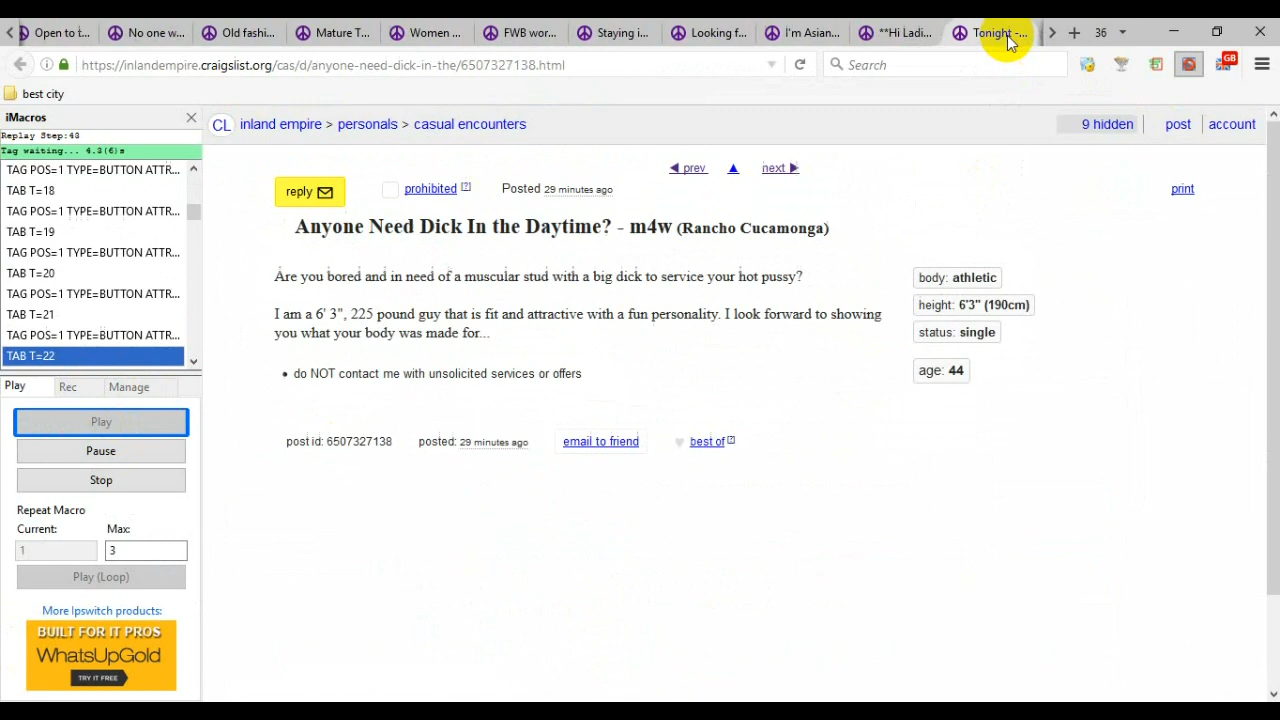 Open to t...
No one w...
Old fashi...
Mature T...
Women ...
FWB wor...
Staying i...
Looking f...
I'm Asian...
**Hi Ladi...
Tonight -...
36
https://inlandempire.craigslist.org/cas/d/anyone-need-dick-in-the/6507327138.html
Search
GB
best city
iMacros
Replay Step:43
Tag waiting... 4.3(6)s
TAG POS=1 TYPE=BUTTON ATTR...
TAB T=18
TAG POS=1 TYPE=BUTTON ATTR...
TAB T=19
TAG POS=1 TYPE=BUTTON ATTR...
TAB T=20
TAG POS=1 TYPE=BUTTON ATTR...
TAB T=21
TAG POS=1 TYPE=BUTTON ATTR...
TAB T=22
Play
Rec
Manage
Play
Pause
Stop
Repeat Macro
Current:
Max:
1
3
Play (Loop)
More Ipswitch products:
BUILT FOR IT PROS
WhatsUpGold
TRY IT FREE
CL inland empire > personals > casual encounters
9 hidden
post
account
◀ prev ▲ next ▶
reply
prohibited [?]
Posted 29 minutes ago
print
Anyone Need Dick In the Daytime? - m4w (Rancho Cucamonga)
Are you bored and in need of a muscular stud with a big dick to service your hot pussy?
I am a 6' 3", 225 pound guy that is fit and attractive with a fun personality. I look forward to showing
you what your body was made for...
• do NOT contact me with unsolicited services or offers
body: athletic
height: 6'3" (190cm)
status: single
age: 44
post id: 6507327138
posted: 29 minutes ago
email to friend
best of [?]